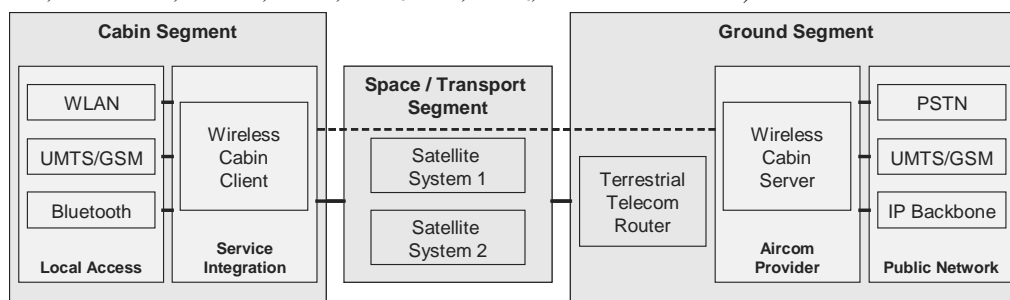 Cabin Segment
WLAN
UMTS/GSM
Bluetooth
Local Access
Wireless
Cabin
Client
Service
Integration
Space / Transport
Segment
Satellite
System 1
Satellite
System 2
Ground Segment
Terrestrial
Telecom
Router
Wireless
Cabin
Server
Aircom
Provider
PSTN
UMTS/GSM
IP Backbone
Public Network